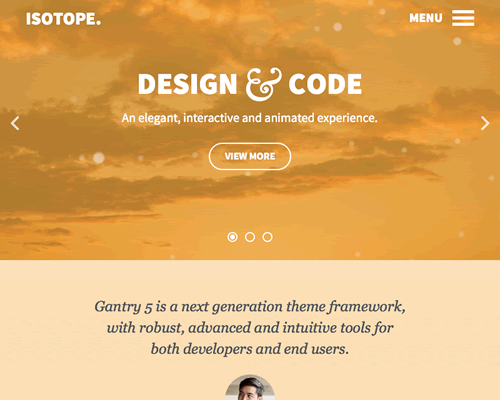 ISOTOPE.
MENU
DESIGN & CODE
An elegant, interactive and animated experience.
VIEW MORE
Gantry 5 is a next generation theme framework,
with robust, advanced and intuitive tools for
both developers and end users.